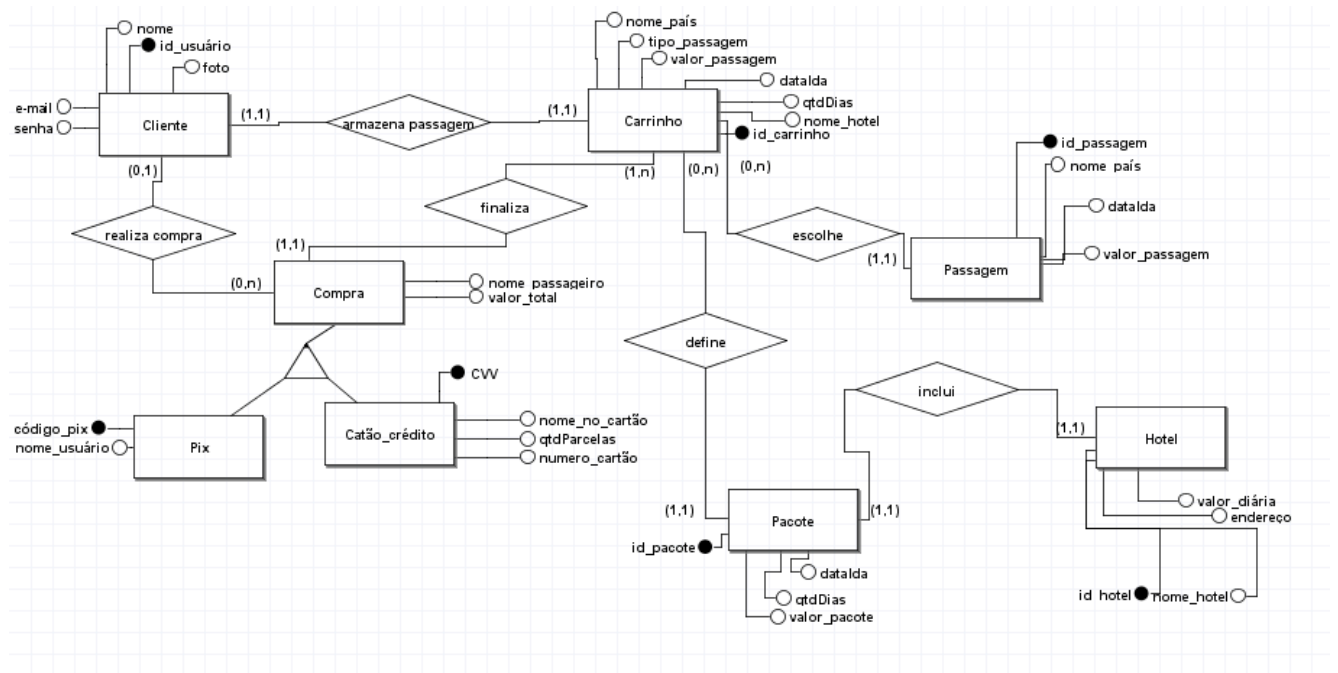 nome
id_usuário
foto
e-mail
senha
Cliente
(1,1)
armazena passagem
(1,1)
nome_país
tipo_passagem
valor_passagem
dataIda
qtdDias
nome_hotel
id_carrinho
Carrinho
(0,1)
(1,n)
(0,n)
(0,n)
id_passagem
nome_país
dataIda
valor_passagem
realiza compra
finaliza
escolhe
(1,1)
Passagem
(1,1)
(0,n)
Compra
nome_passageiro
valor_total
define
CVV
inclui
código_pix
nome_usuário
Pix
Catão_crédito
nome_no_cartão
qtdParcelas
numero_cartão
(1,1)
Hotel
valor_diária
endereço
id_hotel
nome_hotel
(1,1)
Pacote
(1,1)
id_pacote
dataIda
qtdDias
valor_pacote